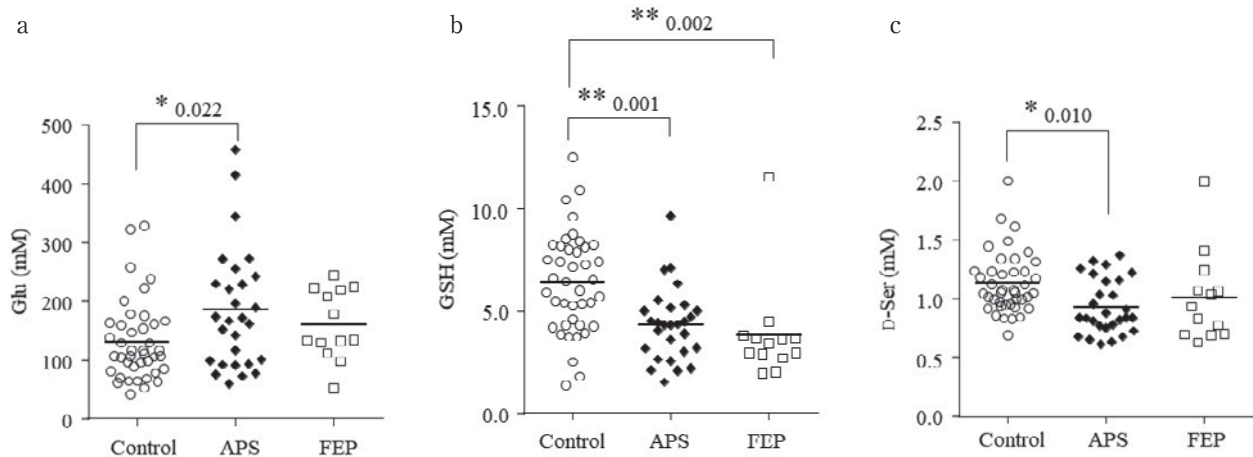 a
* 0.022
500
400
300
200
100
0
Glu (mM)
Control APS FEP
b
** 0.002
** 0.001
15.0
10.0
5.0
0.0
GSH (mM)
Control APS FEP
c
* 0.010
2.5
2.0
1.5
1.0
0.5
0.0
D-Ser (mM)
Control APS FEP